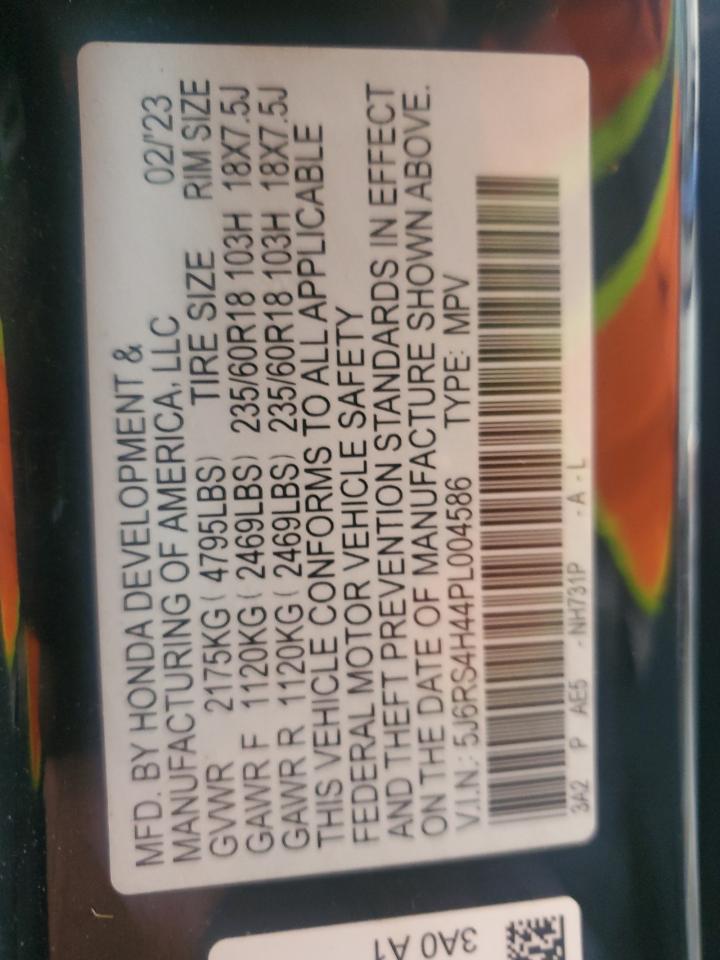 MFD. BY HONDA DEVELOPMENT &
MANUFACTURING OF AMERICA, LLC 02/'23
GVWR 2175KG ( 4795LBS) TIRE SIZE RIM SIZE
GAWR F 1120KG ( 2469LBS) 235/60R18 103H 18X7.5J
GAWR R 1120KG ( 2469LBS) 235/60R18 103H 18X7.5J
THIS VEHICLE CONFORMS TO ALL APPLICABLE
FEDERAL MOTOR VEHICLE SAFETY
AND THEFT PREVENTION STANDARDS IN EFFECT
ON THE DATE OF MANUFACTURE SHOWN ABOVE.
V.I.N.: 5J6RS4H44PL004586 TYPE: MPV
3A2 P AE5 - NH731P - A - L
3A0 A1